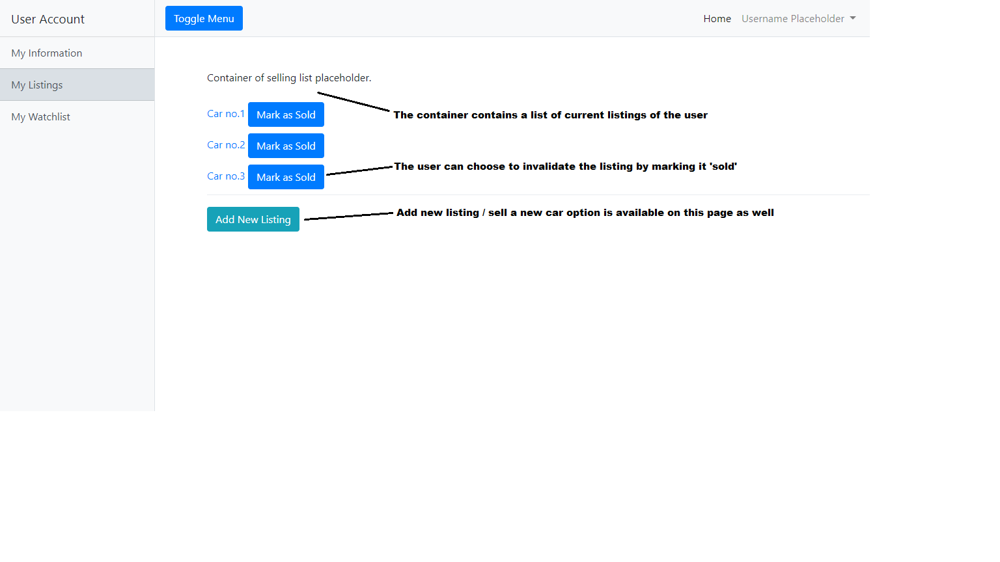 User Account
Toggle Menu
Home
Username Placeholder
My Information
My Listings
My Watchlist
Container of selling list placeholder.
The container contains a list of current listings of the user
Car no.1 Mark as Sold
Car no.2 Mark as Sold
The user can choose to invalidate the listing by marking it 'sold'
Car no.3 Mark as Sold
Add new listing / sell a new car option is available on this page as well
Add New Listing